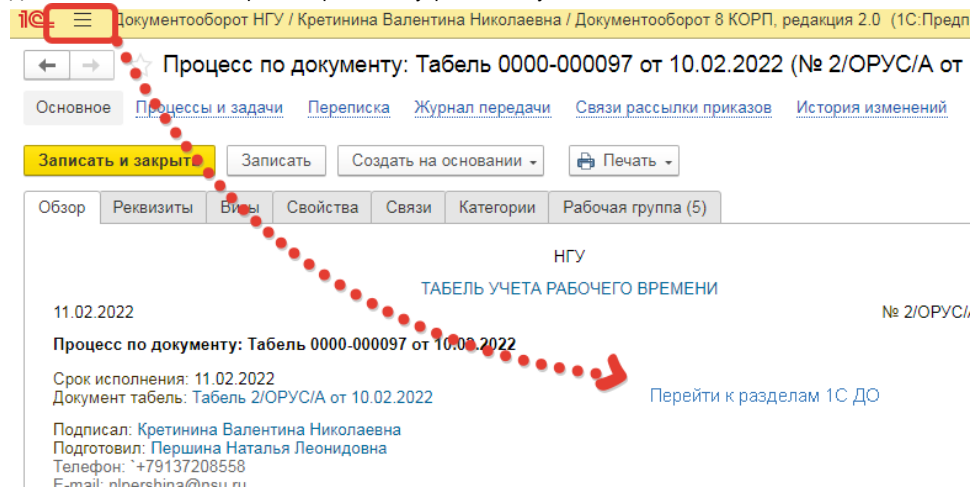 1С Документооборот НГУ / Кретинина Валентина Николаевна / Документооборот 8 КОРП, редакция 2.0 (1С:Предп
Процесс по документу: Табель 0000-000097 от 10.02.2022 (№ 2/ОРУС/А от
Основное Процессы и задачи Переписка Журнал передачи Связи рассылки приказов История изменений
Записать и закрыть Записать Создать на основании Печать
Обзор Реквизиты Визы Свойства Связи Категории Рабочая группа (5)
НГУ
ТАБЕЛЬ УЧЕТА РАБОЧЕГО ВРЕМЕНИ
11.02.2022 № 2/ОРУС/
Процесс по документу: Табель 0000-000097 от 10.02.2022
Срок исполнения: 11.02.2022
Документ табель: Табель 2/ОРУС/А от 10.02.2022
Перейти к разделам 1С ДО
Подписал: Кретинина Валентина Николаевна
Подготовил: Першина Наталья Леонидовна
Телефон: `+79137208558
E-mail: nlpershina@nsu.ru